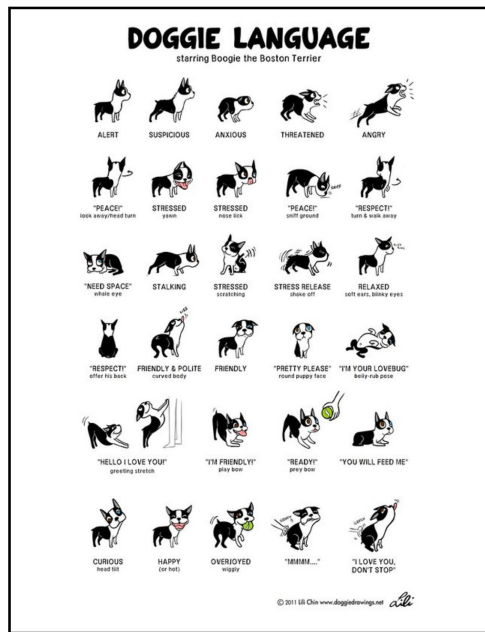 DOGGIE LANGUAGE
starring Boogie the Boston Terrier
ALERT
SUSPICIOUS
ANXIOUS
THREATENED
ANGRY
"PEACE!"
look away/head turn
STRESSED
yawn
STRESSED
nose lick
"PEACE!"
sniff ground
"RESPECT!"
turn & walk away
"NEED SPACE"
whale eye
STALKING
STRESSED
scratching
STRESS RELEASE
shake off
RELAXED
soft ears, blinky eyes
"RESPECT!"
offer his back
FRIENDLY & POLITE
curved body
FRIENDLY
"PRETTY PLEASE"
round puppy face
"I'M YOUR LOVEBUG"
belly-rub pose
"HELLO I LOVE YOU!"
greeting stretch
"I'M FRIENDLY!"
play bow
"READY!"
prey bow
"YOU WILL FEED ME"
CURIOUS
head tilt
HAPPY
(or hot)
OVERJOYED
wiggly
"MMMM...."
"I LOVE YOU,
DON'T STOP"
© 2011 Lili Chin www.doggiedrawings.net
Lili